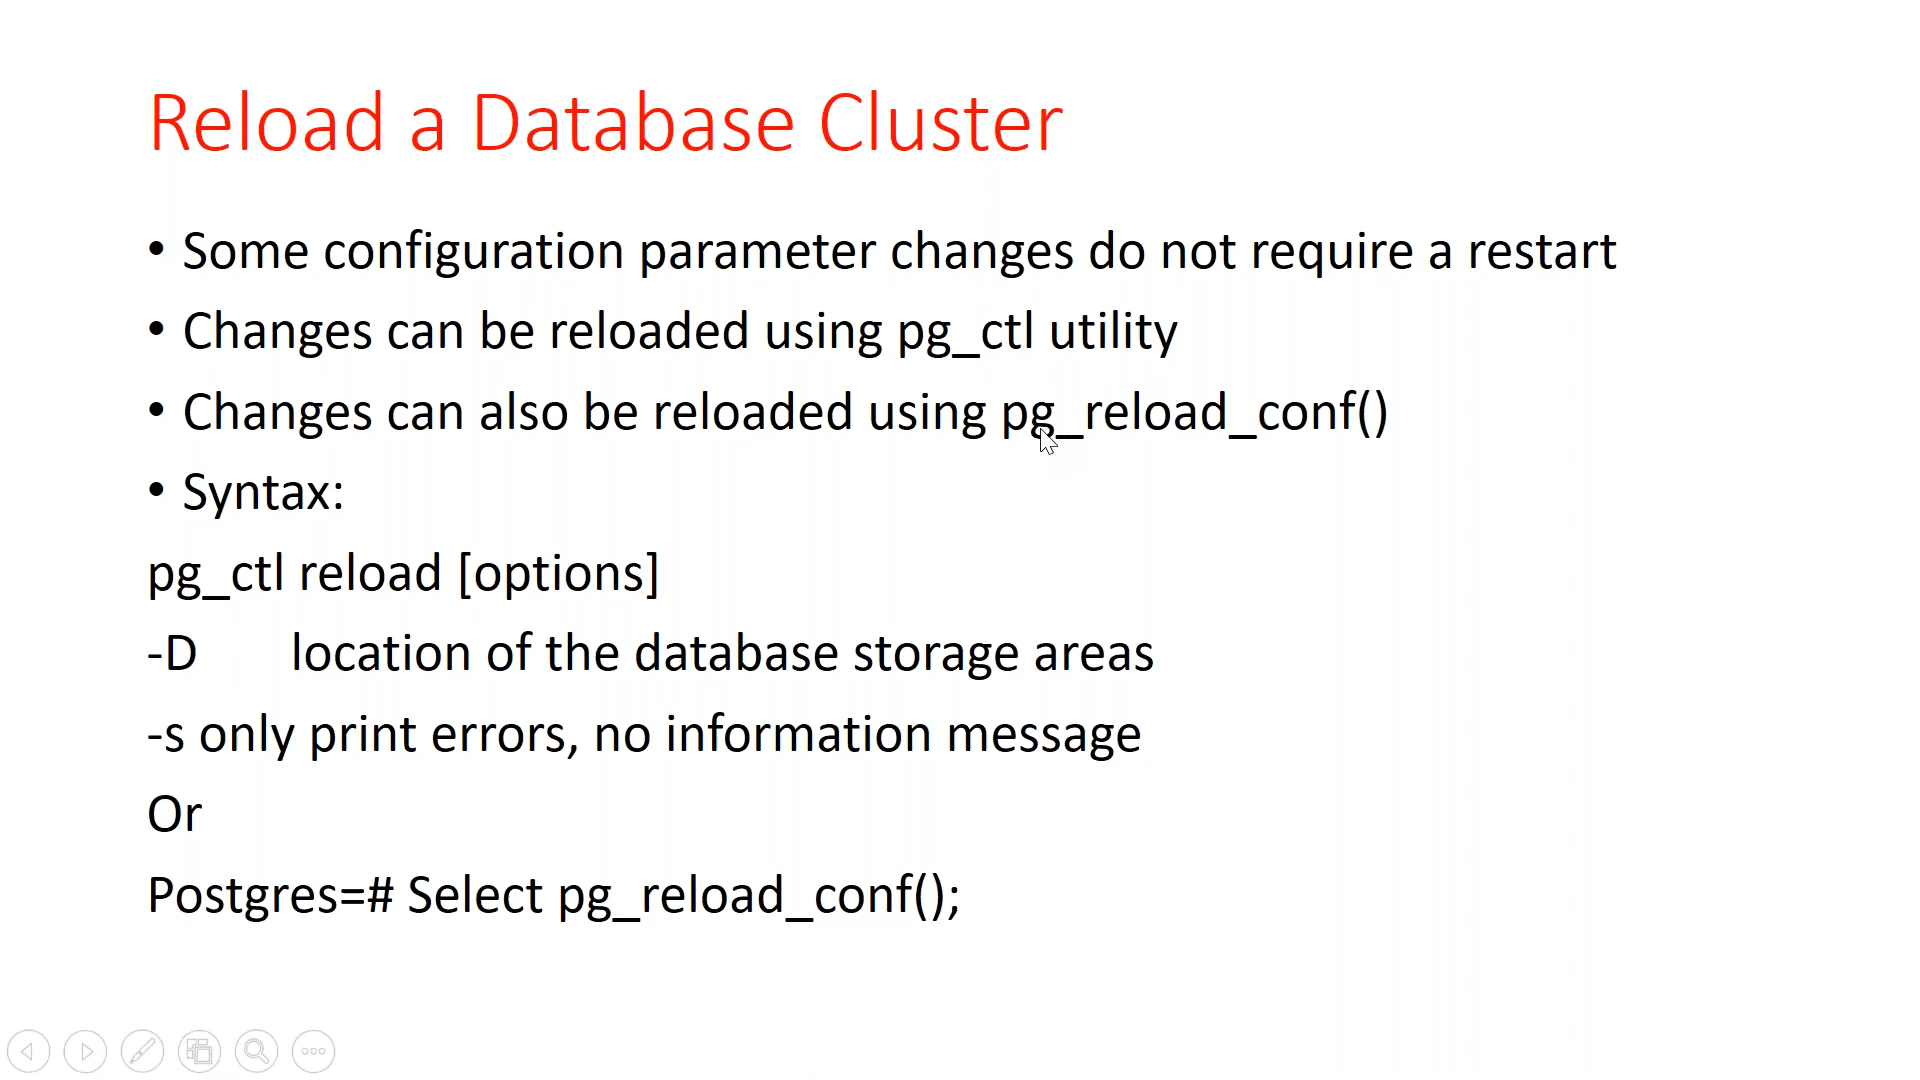 Reload a Database Cluster
• Some configuration parameter changes do not require a restart
• Changes can be reloaded using pg_ctl utility
• Changes can also be reloaded using pg_reload_conf()
• Syntax:
pg_ctl reload [options]
-D location of the database storage areas
-s only print errors, no information message
Or
Postgres=# Select pg_reload_conf();